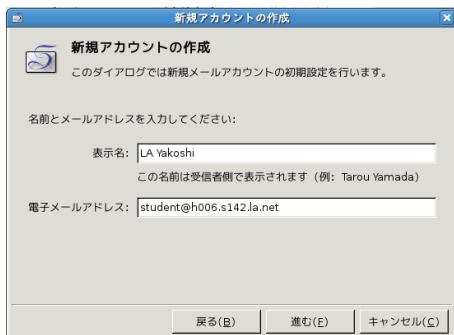 新規アカウントの作成
新規アカウントの作成
このダイアログでは新規メールアカウントの初期設定を行います。
名前とメールアドレスを入力してください:
表示名: LA Yakoshi
この名前は受信者側で表示されます (例: Tarou Yamada)
電子メールアドレス: student@h006.s142.la.net
戻る(B) 進む(F) キャンセル(C)